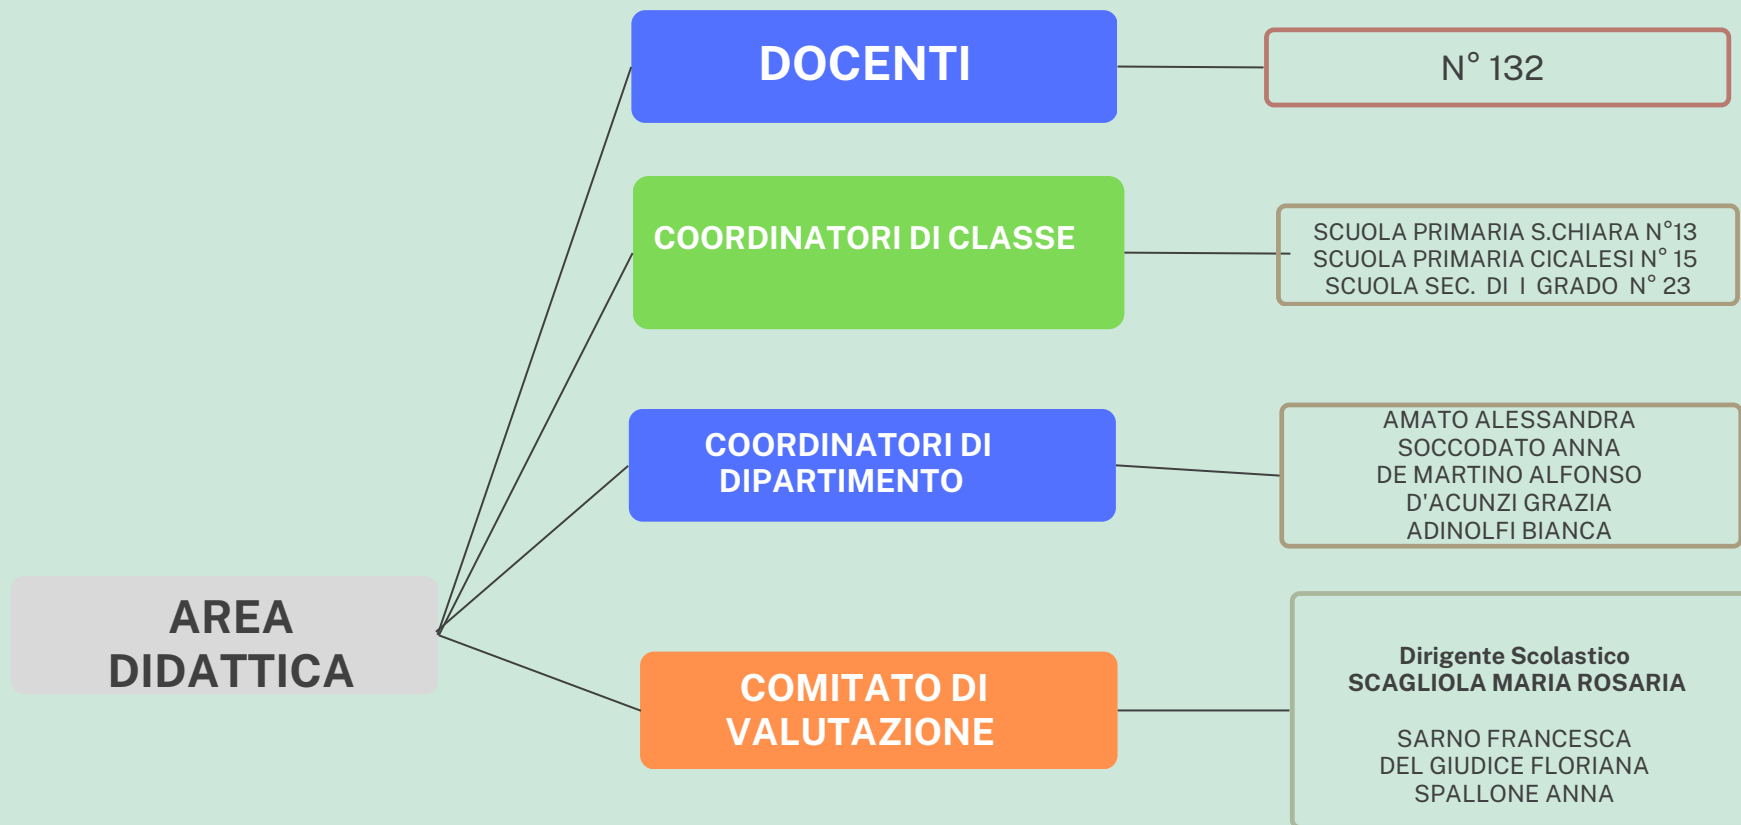 DOCENTI
N° 132
COORDINATORI DI CLASSE
SCUOLA PRIMARIA S.CHIARA N°13
SCUOLA PRIMARIA CICALESI N° 15
SCUOLA SEC. DI I GRADO N° 23
COORDINATORI DI
DIPARTIMENTO
AMATO ALESSANDRA
SOCCODATO ANNA
DE MARTINO ALFONSO
D'ACUNZI GRAZIA
ADINOLFI BIANCA
AREA
DIDATTICA
COMITATO DI
VALUTAZIONE
Dirigente Scolastico
SCAGLIOLA MARIA ROSARIA
SARNO FRANCESCA
DEL GIUDICE FLORIANA
SPALLONE ANNA